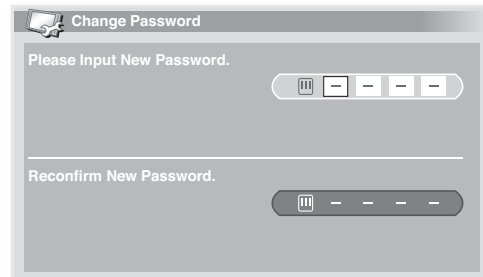 Change Password
Please Input New Password.
– – – –
Reconfirm New Password.
– – – –